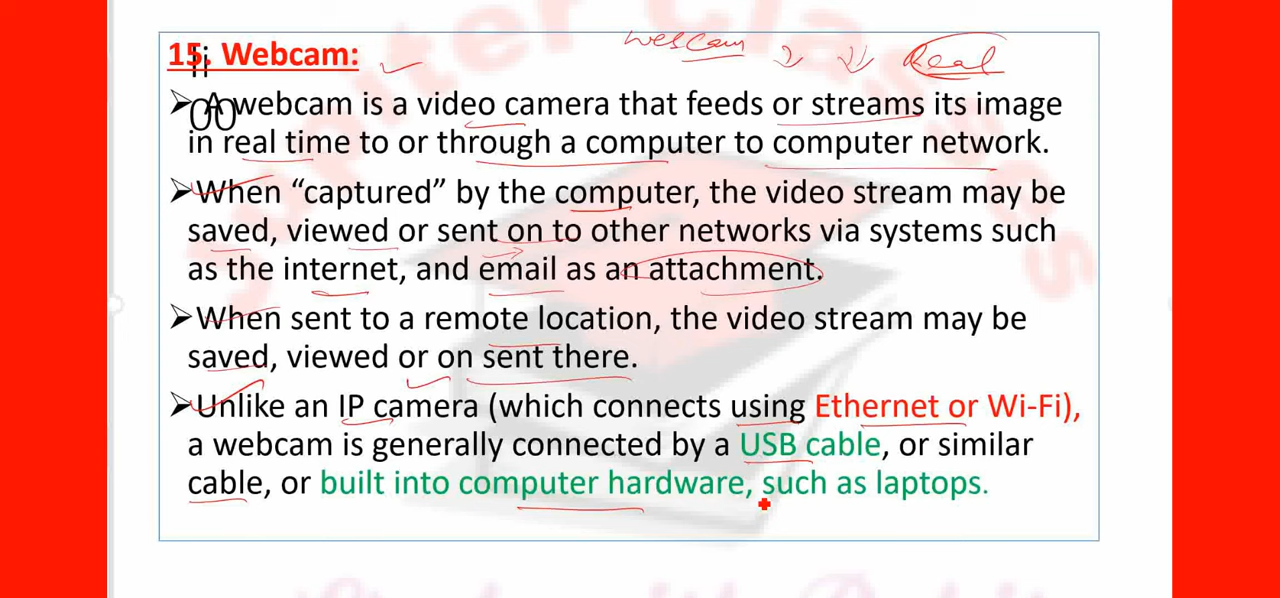 15. Webcam:
webcam
Real
➤ A webcam is a video camera that feeds or streams its image
in real time to or through a computer to computer network.
➤ When “captured” by the computer, the video stream may be
saved, viewed or sent on to other networks via systems such
as the internet, and email as an attachment.
➤ When sent to a remote location, the video stream may be
saved, viewed or on sent there.
➤ Unlike an IP camera (which connects using Ethernet or Wi-Fi),
a webcam is generally connected by a USB cable, or similar
cable, or built into computer hardware, such as laptops.